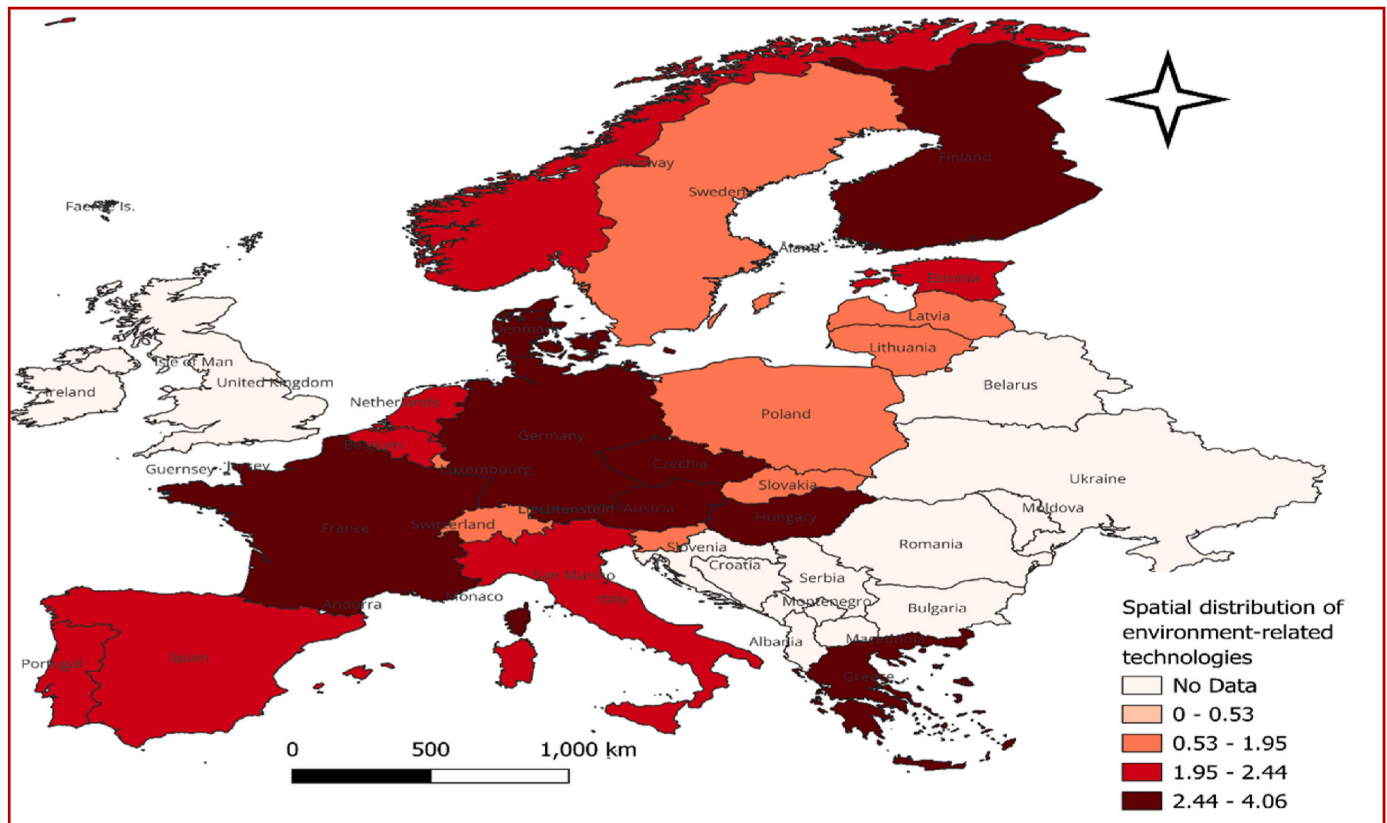 Norway
Finland
Sweden
Faeroe Is.
Åland
Estonia
Latvia
Denmark
Lithuania
Isle of Man
United Kingdom
Belarus
Ireland
Netherlands
Poland
Germany
Belgium
Czechia
Guernsey
Jersey
Luxembourg
Ukraine
Slovakia
Liechtenstein
Austria
Moldova
Hungary
France
Switzerland
Romania
Slovenia
Croatia
San Marino
Serbia
Monaco
Italy
Montenegro
Andorra
Bulgaria
Albania
Macedonia
Portugal
Spain
Greece
Spatial distribution of
environment-related
technologies
No Data
0 - 0.53
0.53 - 1.95
1.95 - 2.44
2.44 - 4.06
0 500 1,000 km